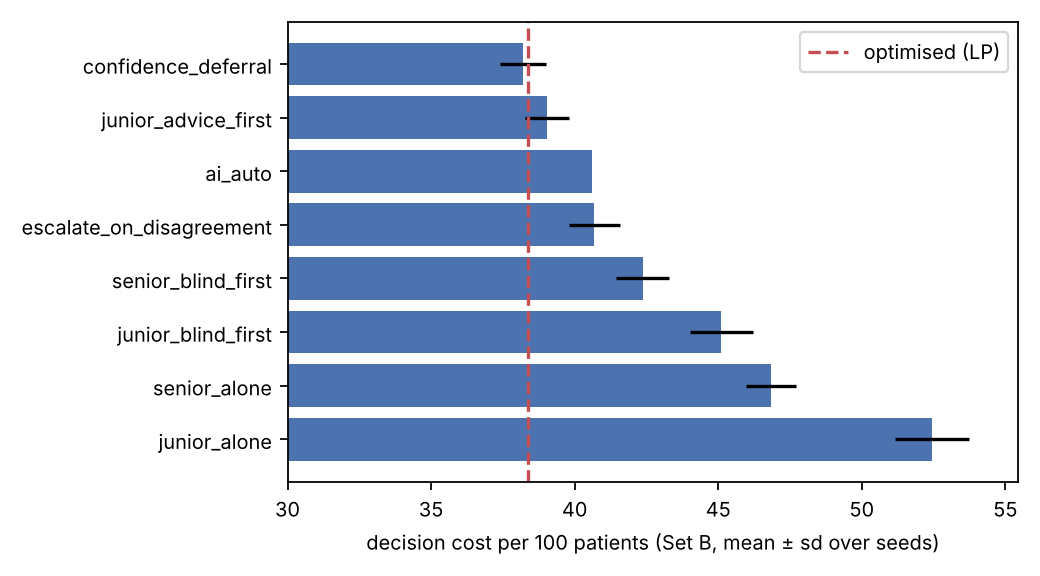 confidence_deferral
junior_advice_first
ai_auto
escalate_on_disagreement
senior_blind_first
junior_blind_first
senior_alone
junior_alone
optimised (LP)
30 35 40 45 50 55
decision cost per 100 patients (Set B, mean ± sd over seeds)